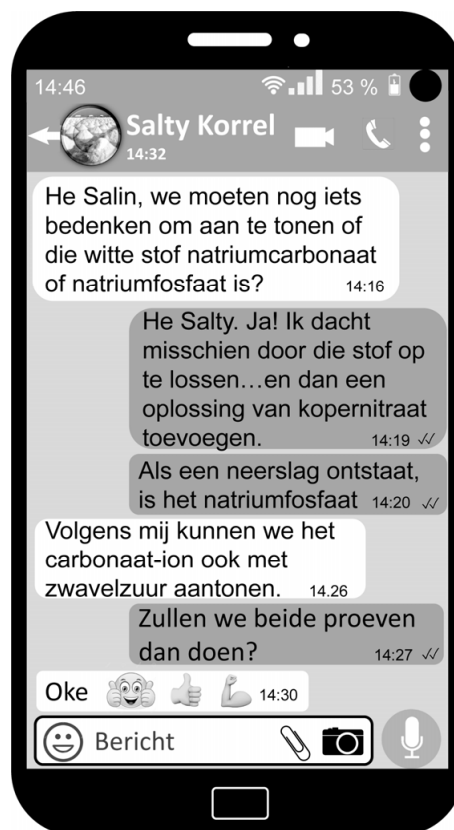 14:46 53 %
Salty Korrel
14:32
He Salin, we moeten nog iets
bedenken om aan te tonen of
die witte stof natriumcarbonaat
of natriumfosfaat is? 14:16
He Salty. Ja! Ik dacht
misschien door die stof op
te lossen…en dan een
oplossing van kopernitraat
toevoegen. 14:19
Als een neerslag ontstaat,
is het natriumfosfaat 14:20
Volgens mij kunnen we het
carbonaat-ion ook met
zwavelzuur aantonen. 14.26
Zullen we beide proeven
dan doen? 14:27
Oke 14:30
Bericht